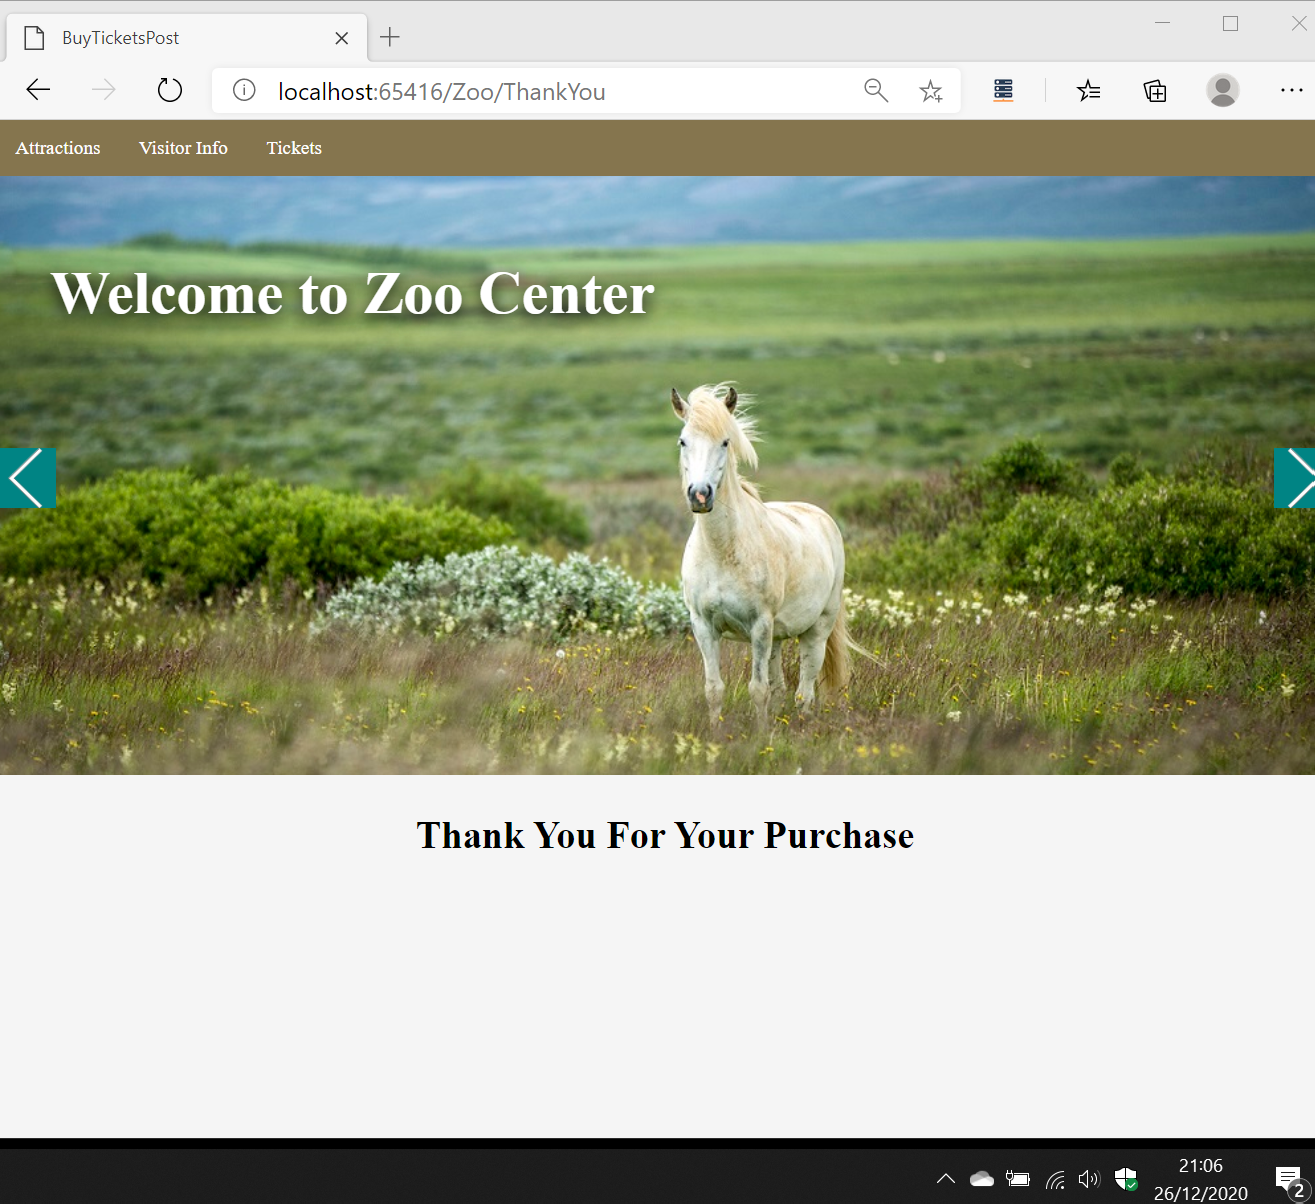 BuyTicketsPost
localhost:65416/Zoo/ThankYou
Attractions Visitor Info Tickets
Welcome to Zoo Center
Thank You For Your Purchase
21:06
26/12/2020
2